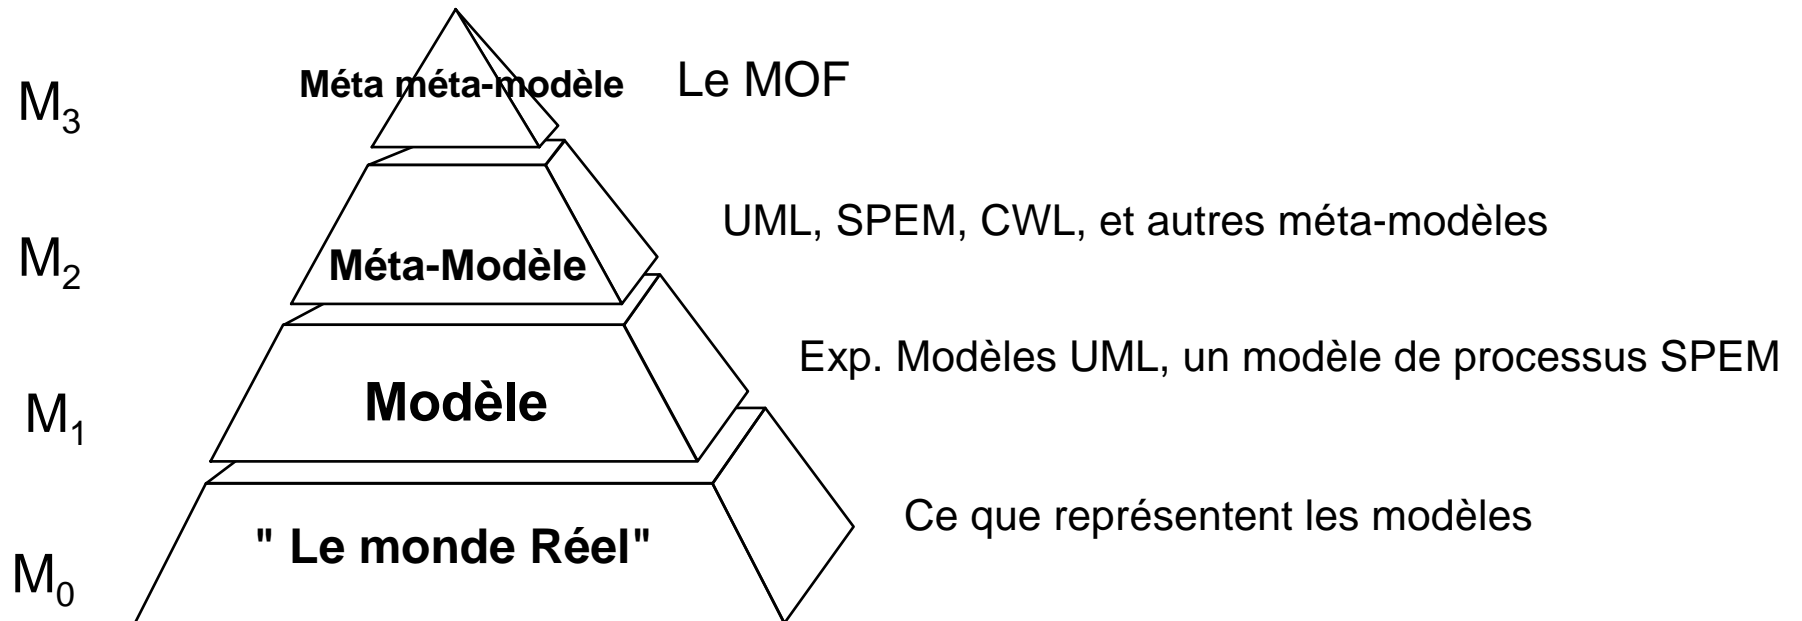 M3 Méta méta-modèle Le MOF
M2 Méta-Modèle UML, SPEM, CWL, et autres méta-modèles
M1 Modèle Exp. Modèles UML, un modèle de processus SPEM
M0 " Le monde Réel" Ce que représentent les modèles